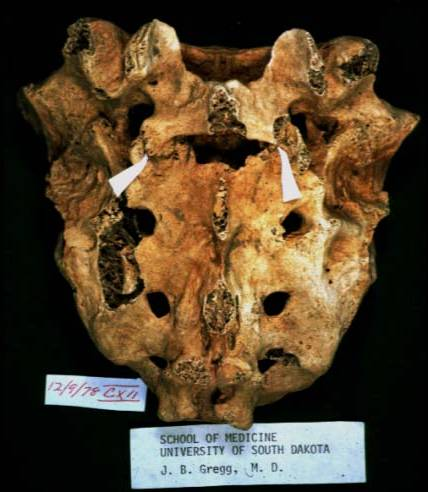 12/9/78 CXII
SCHOOL OF MEDICINE
UNIVERSITY OF SOUTH DAKOTA
J. B. Gregg, M. D.